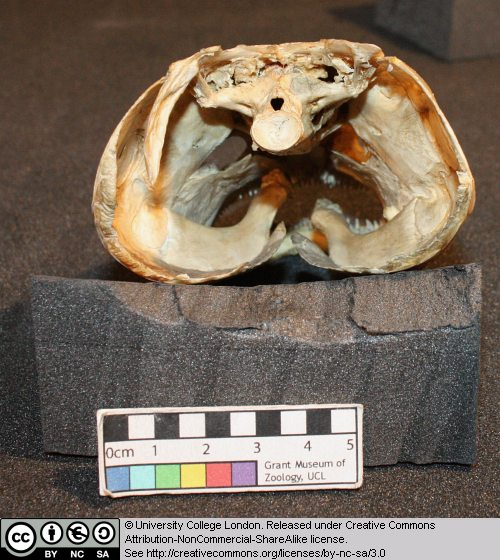 0cm 1 2 3 4 5
Grant Museum of
Zoology, UCL
cc
BY NC SA
© University College London. Released under Creative Commons
Attribution-NonCommercial-ShareAlike license.
See http://creativecommons.org/licenses/by-nc-sa/3.0